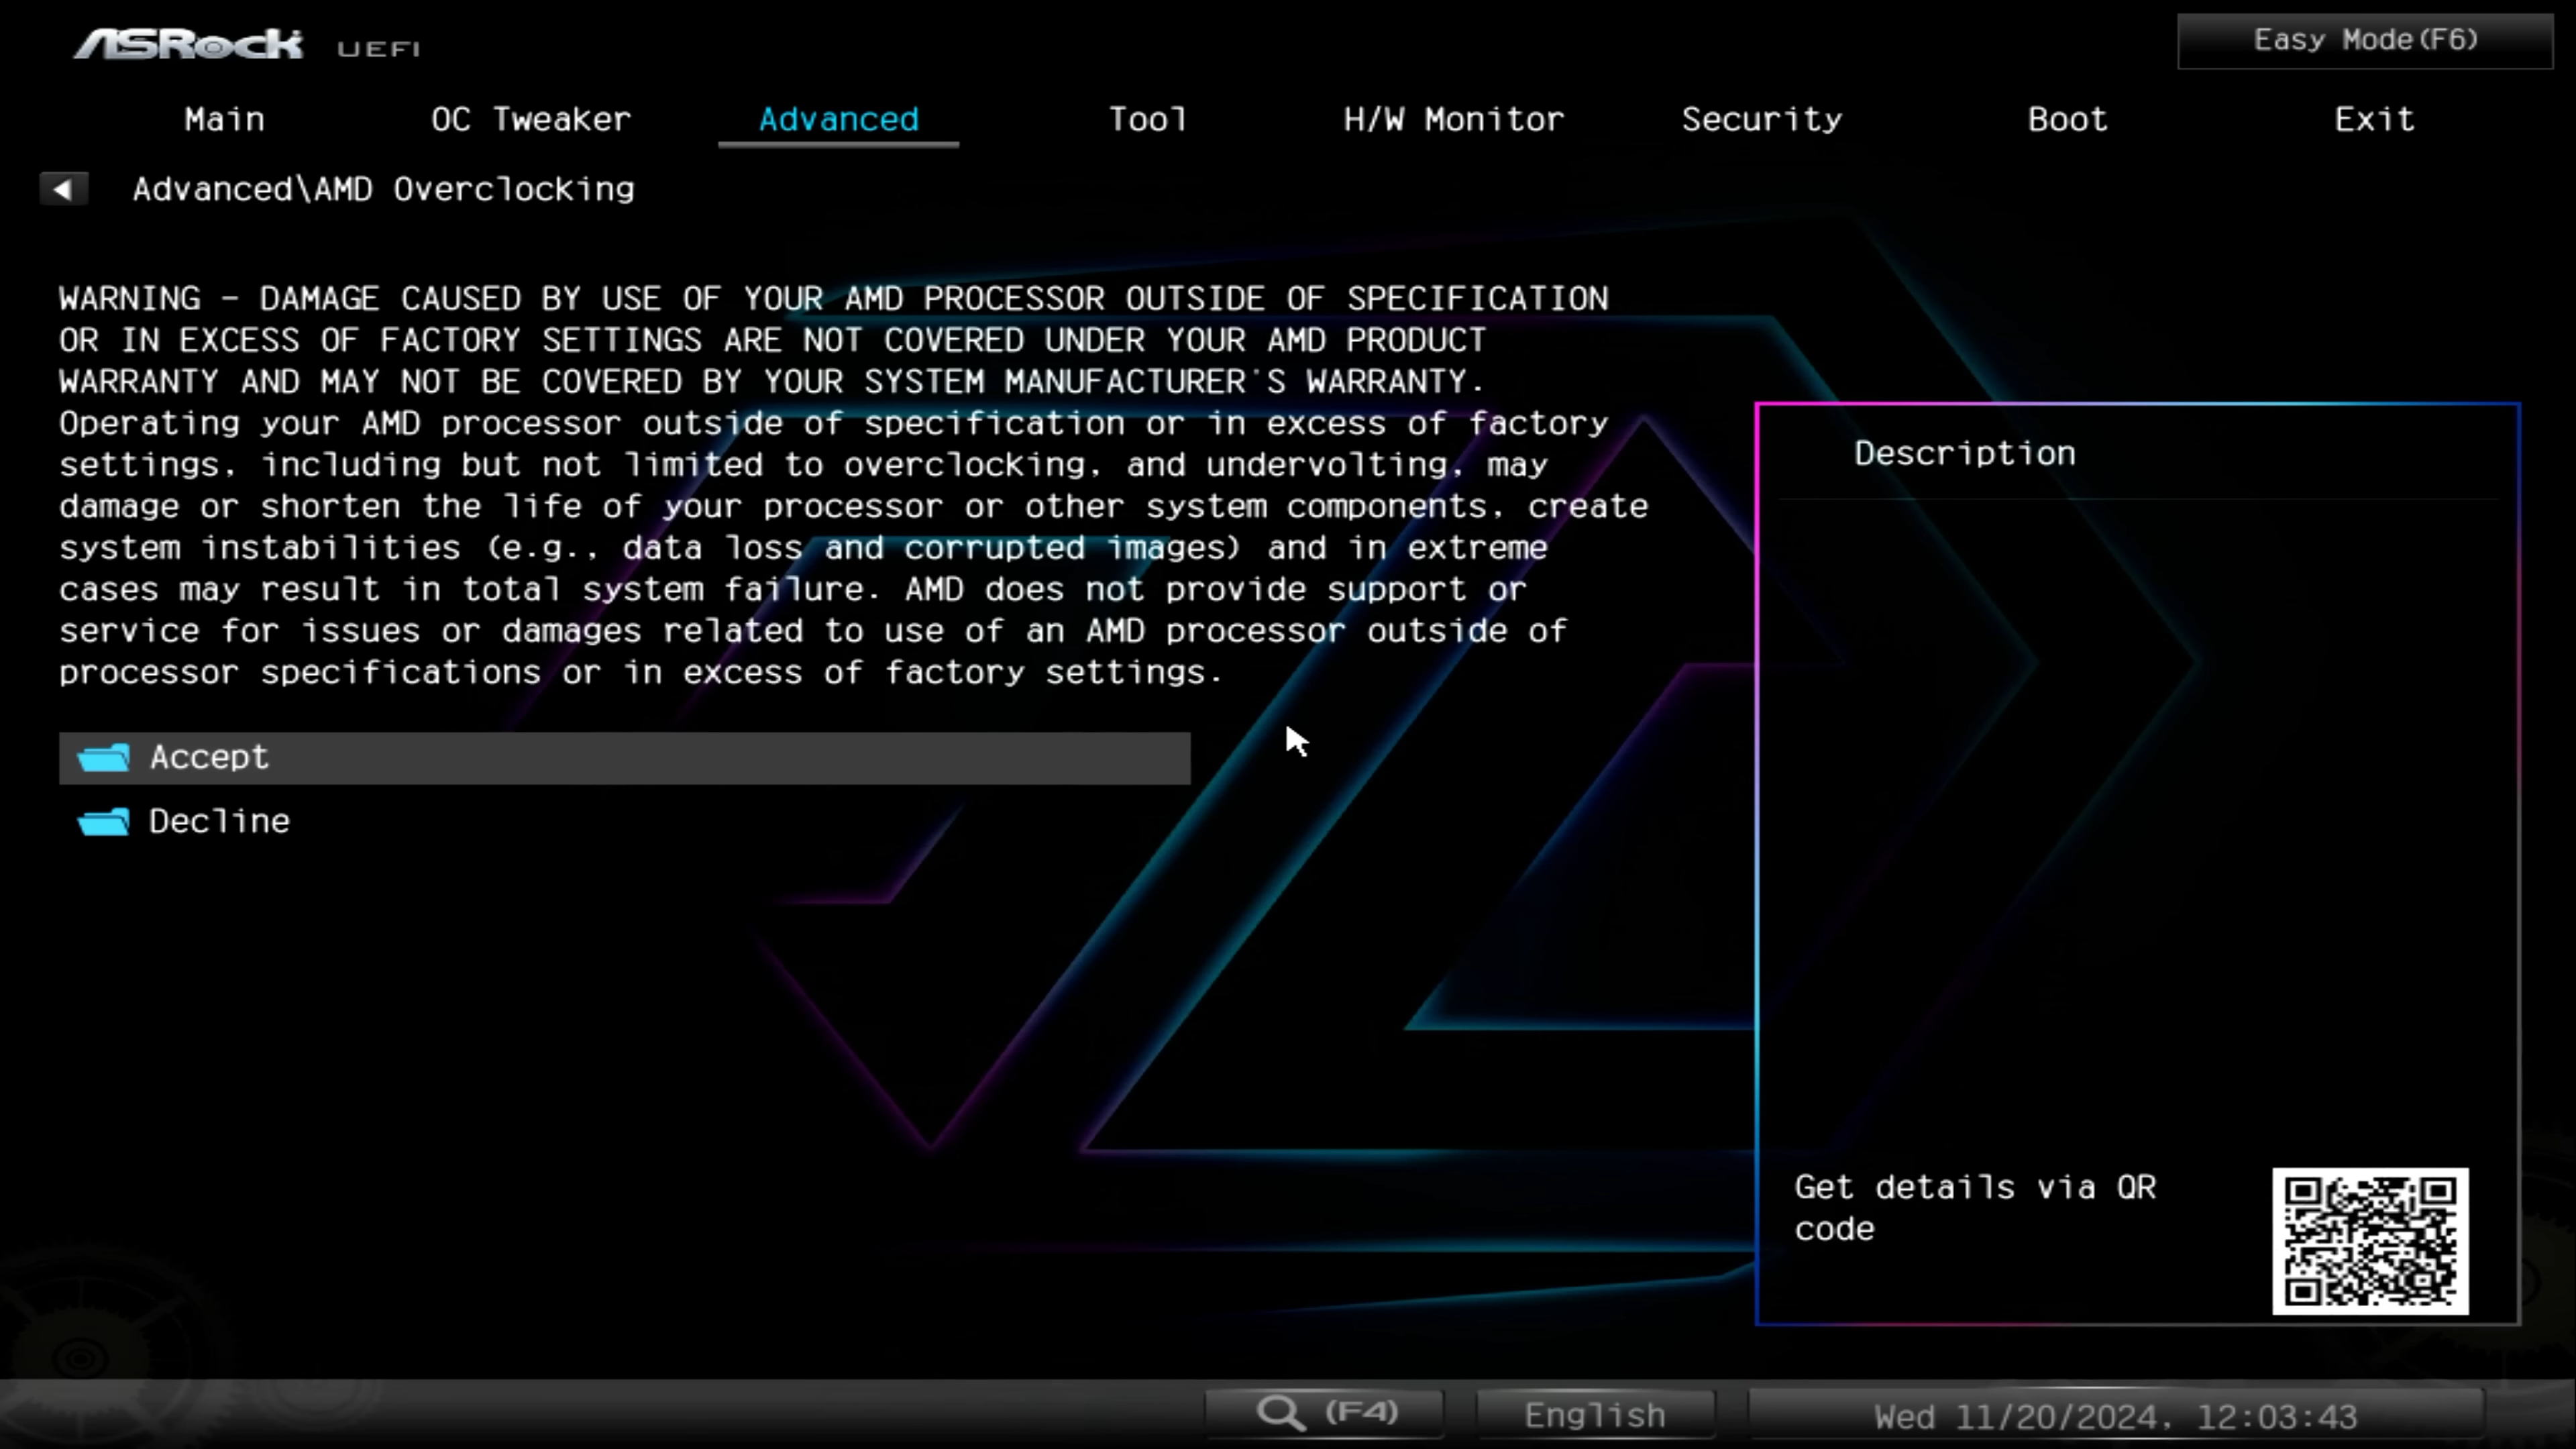 ASRock UEFI
Easy Mode(F6)
Main OC Tweaker Advanced Tool H/W Monitor Security Boot Exit
Advanced\AMD Overclocking
WARNING - DAMAGE CAUSED BY USE OF YOUR AMD PROCESSOR OUTSIDE OF SPECIFICATION
OR IN EXCESS OF FACTORY SETTINGS ARE NOT COVERED UNDER YOUR AMD PRODUCT
WARRANTY AND MAY NOT BE COVERED BY YOUR SYSTEM MANUFACTURER'S WARRANTY.
Operating your AMD processor outside of specification or in excess of factory
settings, including but not limited to overclocking, and undervolting, may
damage or shorten the life of your processor or other system components, create
system instabilities (e.g., data loss and corrupted images) and in extreme
cases may result in total system failure. AMD does not provide support or
service for issues or damages related to use of an AMD processor outside of
processor specifications or in excess of factory settings.
Accept
Decline
Description
Get details via QR
code
(F4)
English
Wed 11/20/2024, 12:03:43